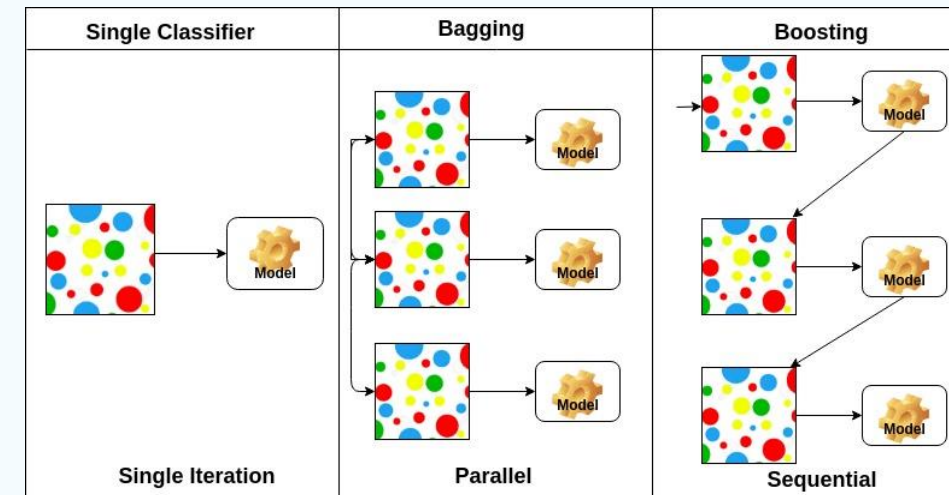 Single Classifier
Bagging
Boosting
Model
Model
Model
Model
Model
Model
Model
Single Iteration
Parallel
Sequential